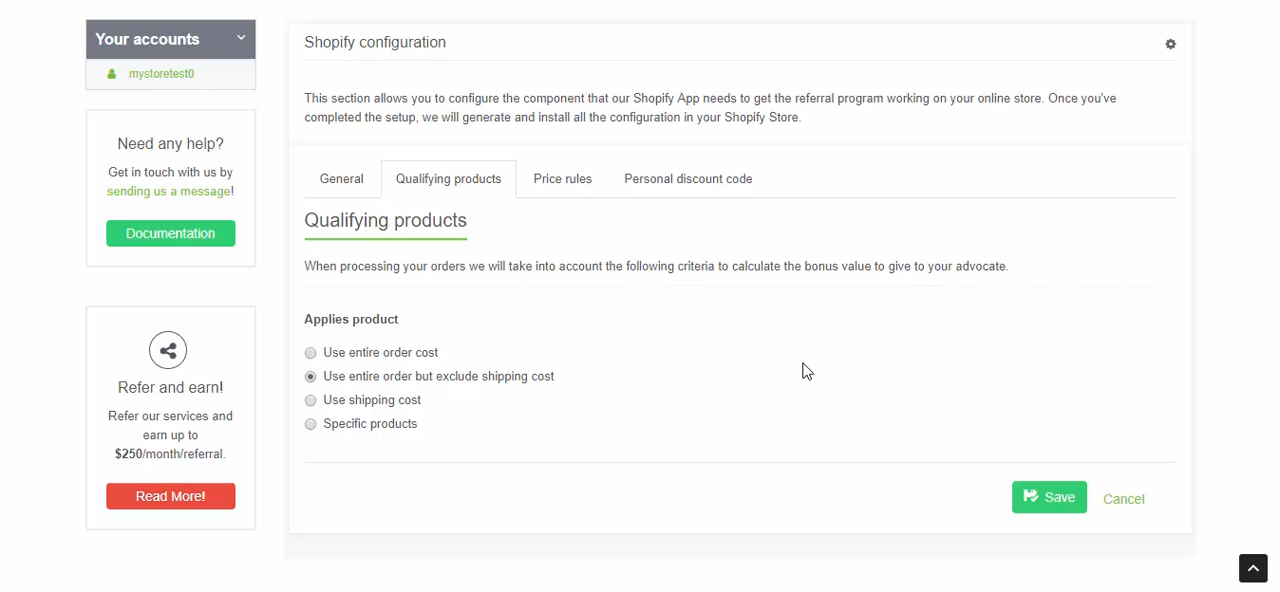 Your accounts
mystoretest0
Need any help?
Get in touch with us by
sending us a message!
Documentation
Refer and earn!
Refer our services and
earn up to
$250/month/referral.
Read More!
Shopify configuration
This section allows you to configure the component that our Shopify App needs to get the referral program working on your online store. Once you've
completed the setup, we will generate and install all the configuration in your Shopify Store.
General Qualifying products Price rules Personal discount code
Qualifying products
When processing your orders we will take into account the following criteria to calculate the bonus value to give to your advocate.
Applies product
Use entire order cost
Use entire order but exclude shipping cost
Use shipping cost
Specific products
Save Cancel